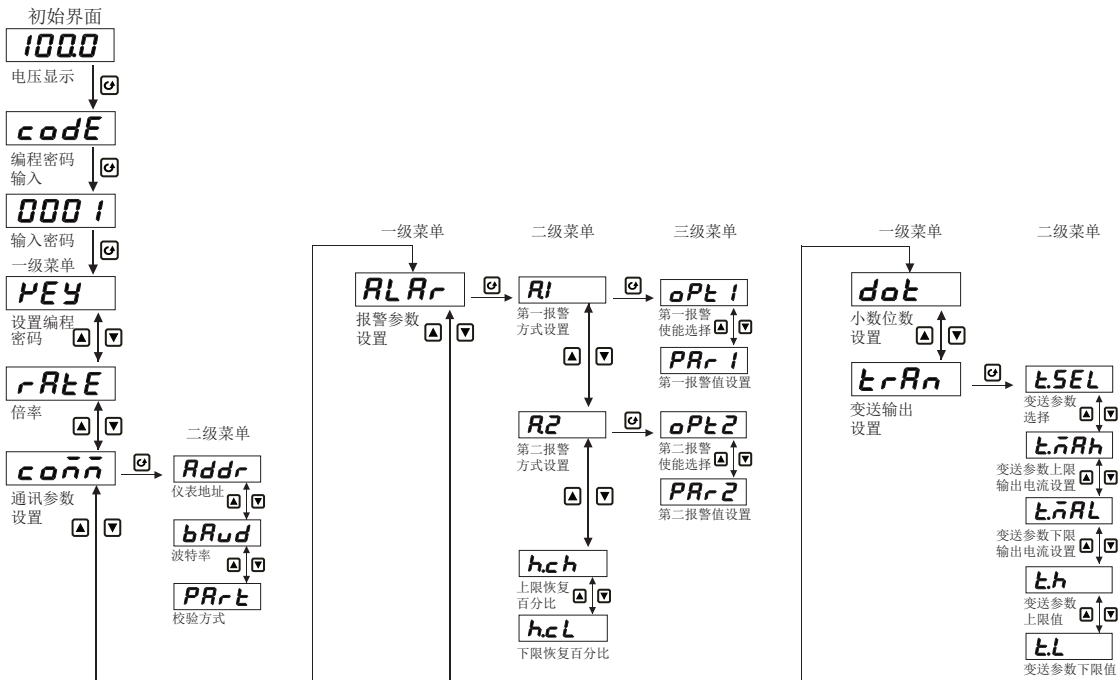 初始界面
100.0
电压显示
codE
编程密码
输入
0001
输入密码
一级菜单
KEY
设置编程
密码
rAtE
倍率
二级菜单
comm
通讯参数
设置
Addr
仪表地址
bAud
波特率
PArt
校验方式
一级菜单
二级菜单
三级菜单
ALAr
报警参数
设置
A.1
第一报警
方式设置
oPt 1
第一报警
使能选择
PAr 1
第一报警值设置
A.2
第二报警
方式设置
oPt2
第二报警
使能选择
PAr2
第二报警值设置
h.ch
上限恢复
百分比
h.cL
下限恢复百分比
一级菜单
二级菜单
dot
小数位数
设置
trAn
变送输出
设置
t.SEL
变送参数
选择
t.mAh
变送参数上限
输出电流设置
t.mAL
变送参数下限
输出电流设置
t.h
变送参数
上限值
t.L
变送参数下限值